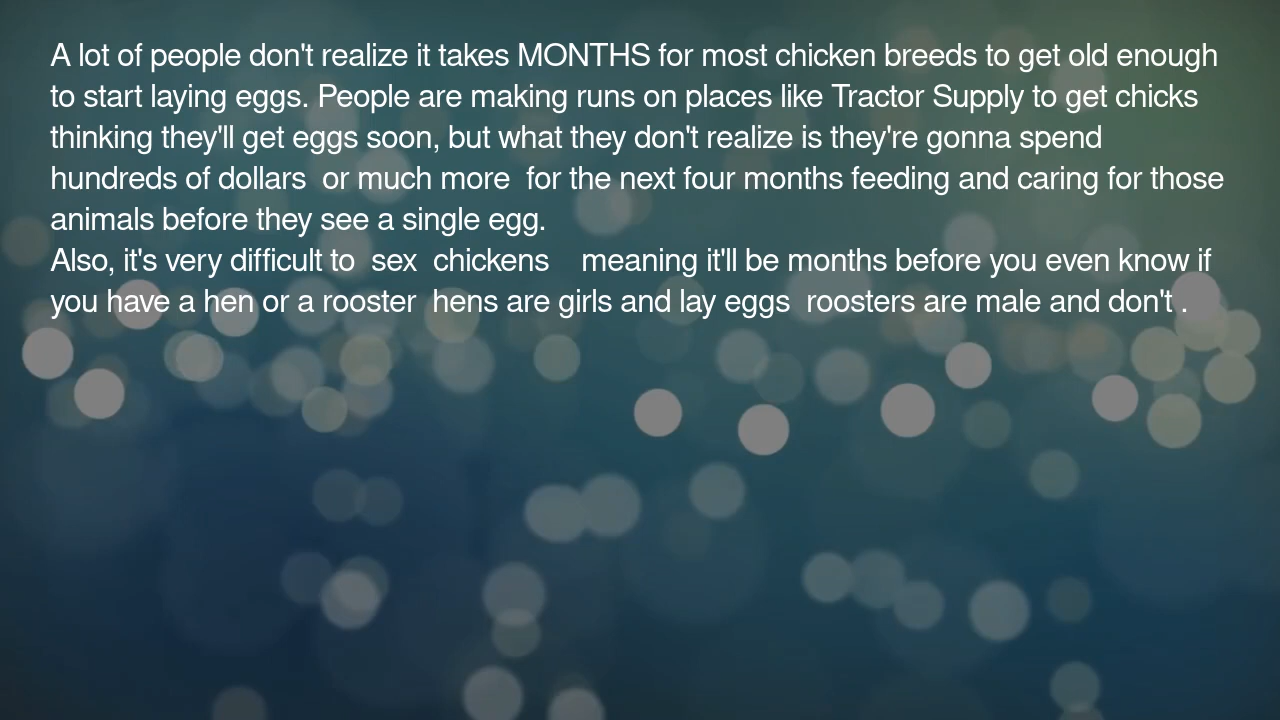 A lot of people don't realize it takes MONTHS for most chicken breeds to get old enough
to start laying eggs. People are making runs on places like Tractor Supply to get chicks
thinking they'll get eggs soon, but what they don't realize is they're gonna spend
hundreds of dollars  or much more  for the next four months feeding and caring for those
animals before they see a single egg.
Also, it's very difficult to  sex  chickens    meaning it'll be months before you even know if
you have a hen or a rooster  hens are girls and lay eggs  roosters are male and don't .